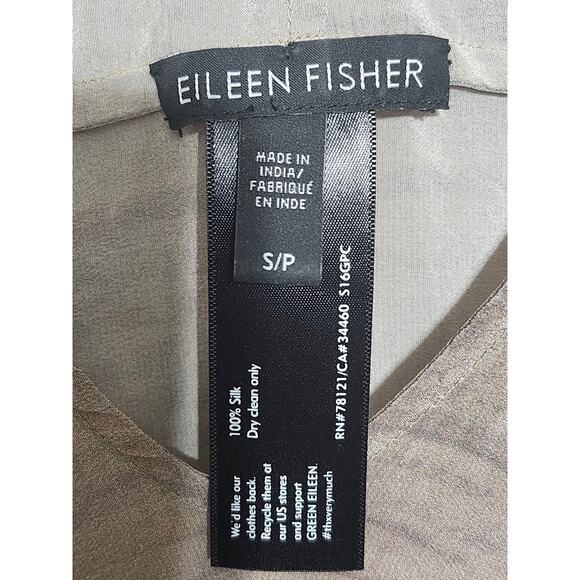 EILEEN FISHER
MADE IN
INDIA/
FABRIQUÉ
EN INDE
S/P
100% Silk
Dry clean only
RN#78121/CA#34460 S16GPC
We'd like our
clothes back.
Recycle them at
our US stores
and support
GREEN EILEEN.
#thxverymuch